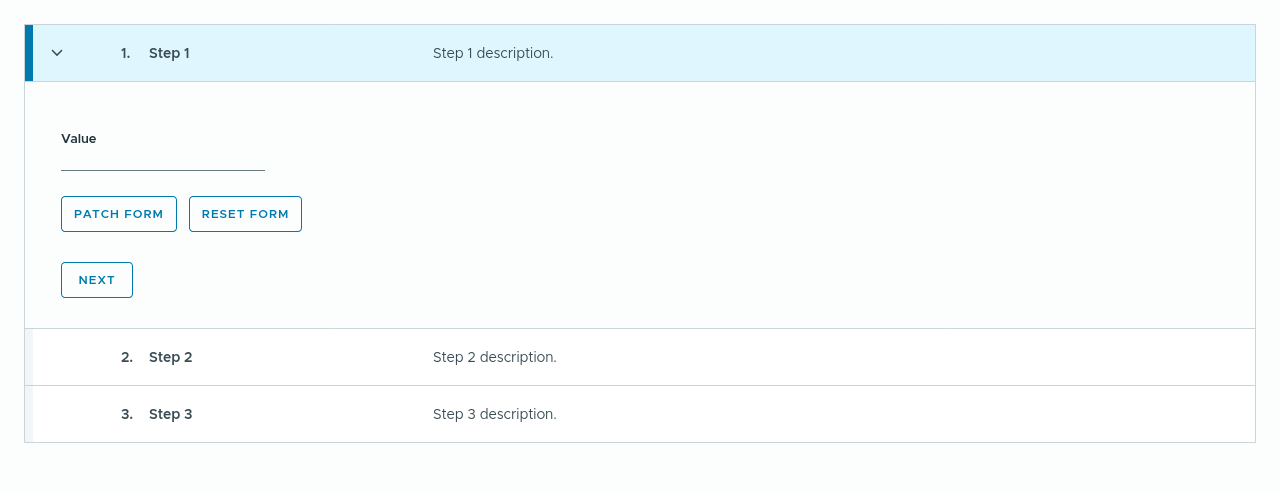 1. Step 1 Step 1 description.
Value
PATCH FORM RESET FORM
NEXT
2. Step 2 Step 2 description.
3. Step 3 Step 3 description.